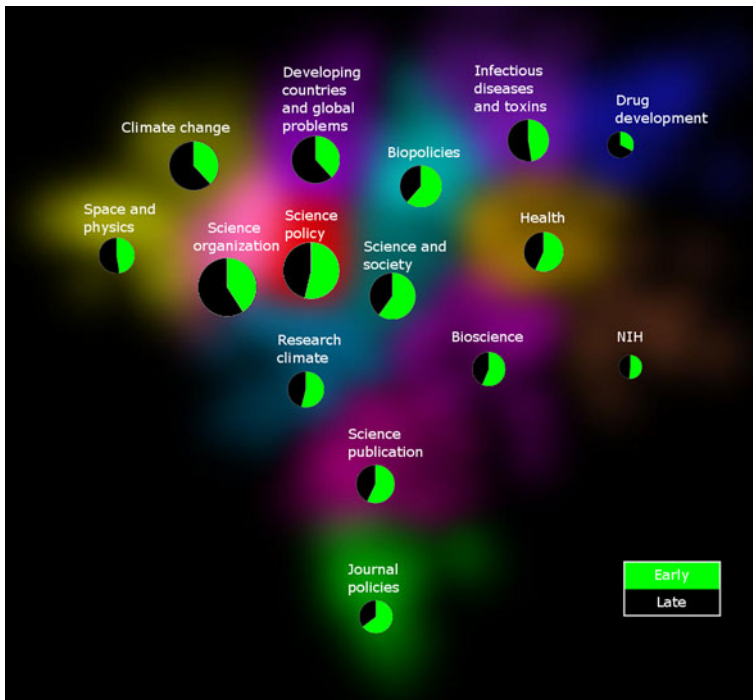 Developing
countries
and global
problems
Infectious
diseases
and toxins
Drug
development
Climate change
Biopolicies
Space and
physics
Science
organization
Science
policy
Science and
society
Health
Research
climate
Bioscience
NIH
Science
publication
Journal
policies
Early
Late